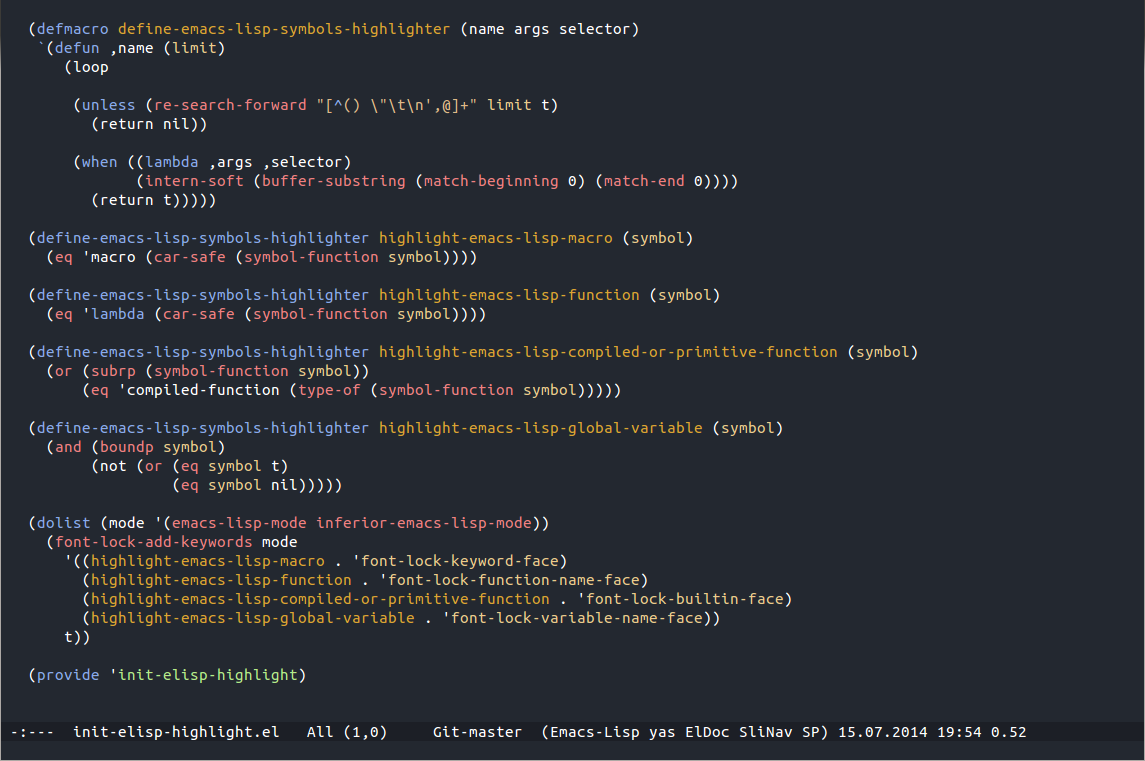 (defmacro define-emacs-lisp-symbols-highlighter (name args selector)
 `(defun ,name (limit)
    (loop

     (unless (re-search-forward "[^() \"\t\n',@]+" limit t)
       (return nil))

     (when ((lambda ,args ,selector)
            (intern-soft (buffer-substring (match-beginning 0) (match-end 0))))
       (return t)))))

(define-emacs-lisp-symbols-highlighter highlight-emacs-lisp-macro (symbol)
  (eq 'macro (car-safe (symbol-function symbol))))

(define-emacs-lisp-symbols-highlighter highlight-emacs-lisp-function (symbol)
  (eq 'lambda (car-safe (symbol-function symbol))))

(define-emacs-lisp-symbols-highlighter highlight-emacs-lisp-compiled-or-primitive-function (symbol)
  (or (subrp (symbol-function symbol))
      (eq 'compiled-function (type-of (symbol-function symbol)))))

(define-emacs-lisp-symbols-highlighter highlight-emacs-lisp-global-variable (symbol)
  (and (boundp symbol)
       (not (or (eq symbol t)
                (eq symbol nil)))))

(dolist (mode '(emacs-lisp-mode inferior-emacs-lisp-mode))
  (font-lock-add-keywords mode
    '((highlight-emacs-lisp-macro . 'font-lock-keyword-face)
      (highlight-emacs-lisp-function . 'font-lock-function-name-face)
      (highlight-emacs-lisp-compiled-or-primitive-function . 'font-lock-builtin-face)
      (highlight-emacs-lisp-global-variable . 'font-lock-variable-name-face))
    t))

(provide 'init-elisp-highlight)

-:---  init-elisp-highlight.el   All (1,0)     Git-master  (Emacs-Lisp yas ElDoc SliNav SP) 15.07.2014 19:54 0.52